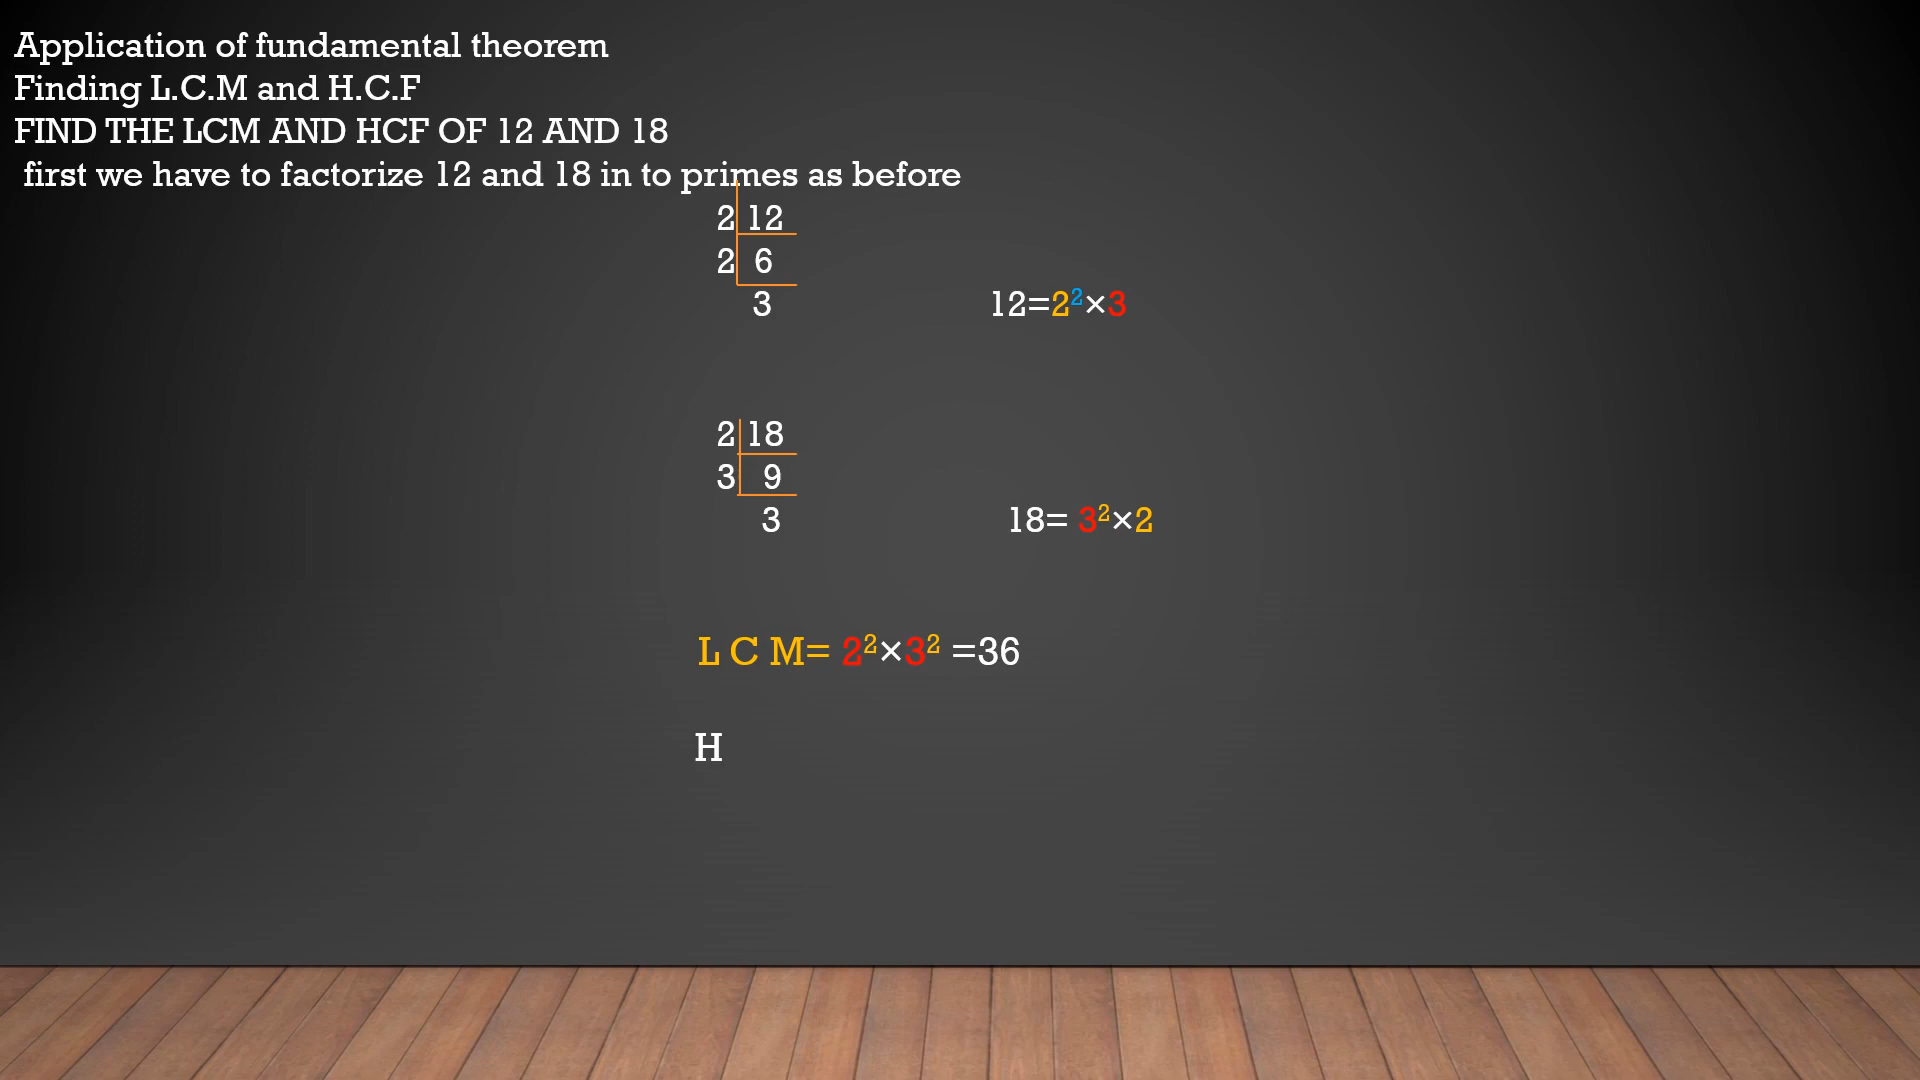 Application of fundamental theorem
Finding L.C.M and H.C.F
FIND THE LCM AND HCF OF 12 AND 18
first we have to factorize 12 and 18 in to primes as before
2 12
2 6
3
12=2²×3
2 18
3 9
3
18= 3²×2
L C M= 2²×3² =36
H